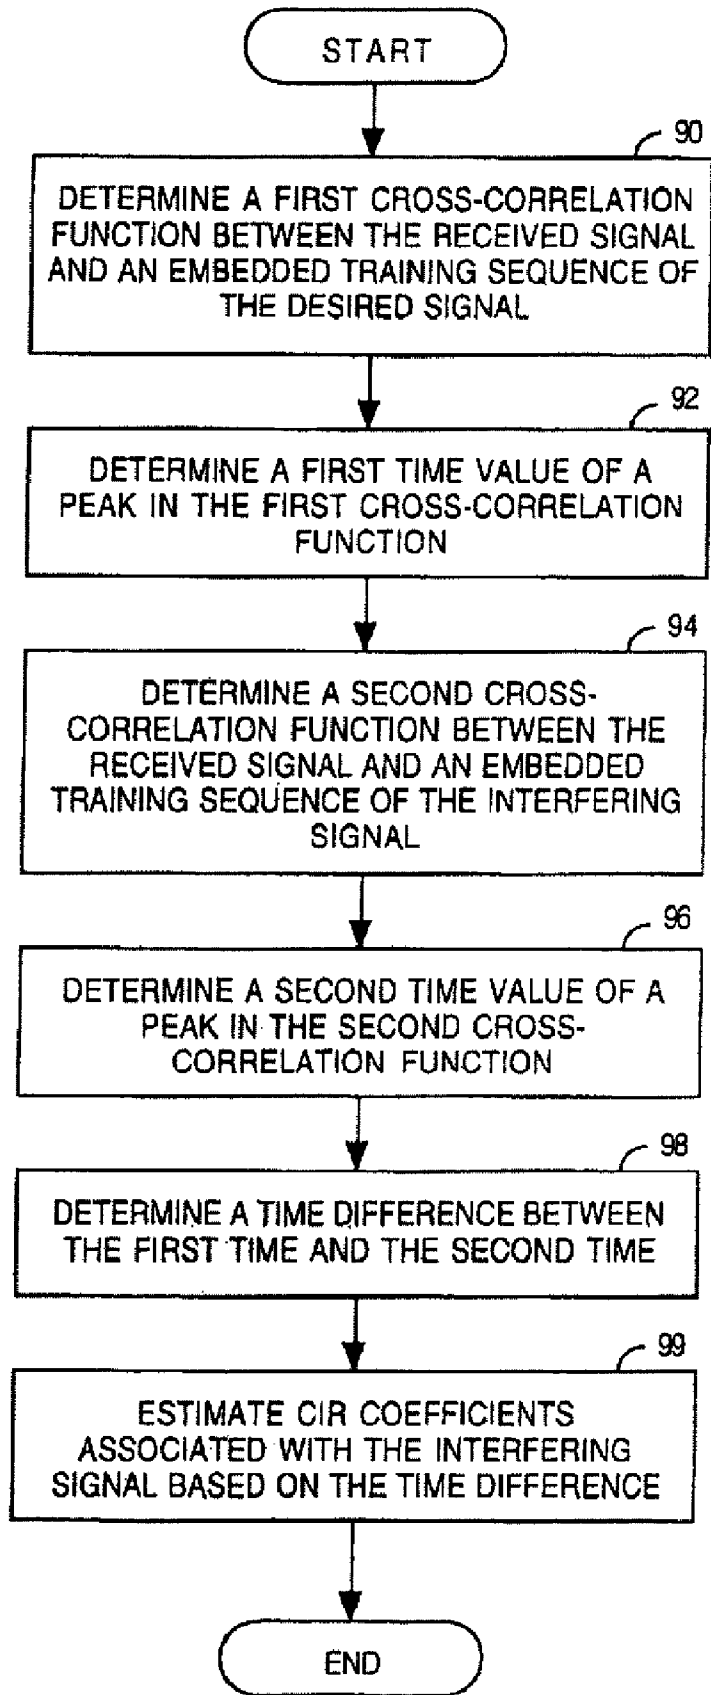 START
90
DETERMINE A FIRST CROSS-CORRELATION
FUNCTION BETWEEN THE RECEIVED SIGNAL
AND AN EMBEDDED TRAINING SEQUENCE OF
THE DESIRED SIGNAL
92
DETERMINE A FIRST TIME VALUE OF A
PEAK IN THE FIRST CROSS-CORRELATION
FUNCTION
94
DETERMINE A SECOND CROSS-
CORRELATION FUNCTION BETWEEN THE
RECEIVED SIGNAL AND AN EMBEDDED
TRAINING SEQUENCE OF THE INTERFERING
SIGNAL
96
DETERMINE A SECOND TIME VALUE OF A
PEAK IN THE SECOND CROSS-
CORRELATION FUNCTION
98
DETERMINE A TIME DIFFERENCE BETWEEN
THE FIRST TIME AND THE SECOND TIME
99
ESTIMATE CIR COEFFICIENTS
ASSOCIATED WITH THE INTERFERING
SIGNAL BASED ON THE TIME DIFFERENCE
END